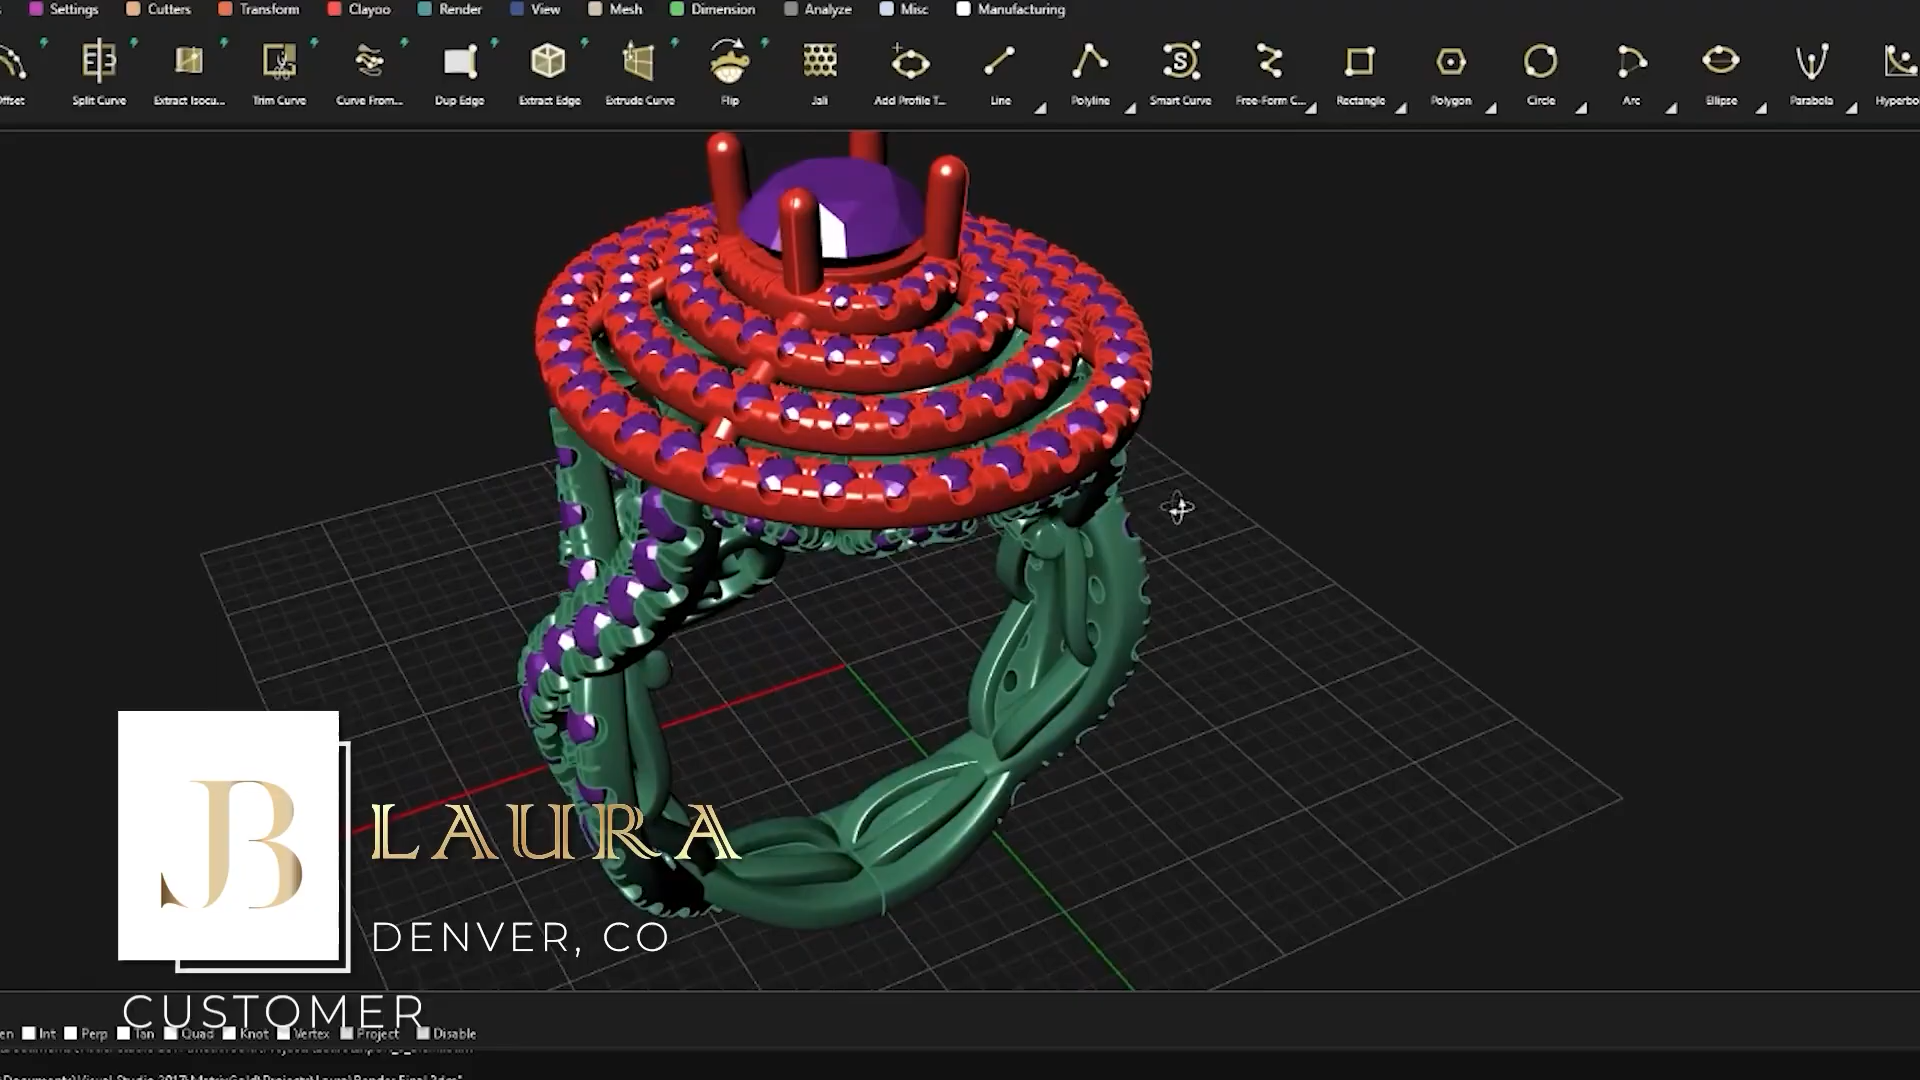 Settings Cutters Transform Clayoo Render View Mesh Dimension Analyze Misc Manufacturing
Split Curve Extract Isocu... Trim Curve Curve From... Dup Edge Extract Edge Extrude Curve Flip Jali Add Profile T... Line Polyline Smart Curve Free-Form C... Rectangle Polygon Circle Arc Ellipse Parabola Hyperbo
JB
LAURA
DENVER, CO
CUSTOMER
en Int Perp Tan Quad Knot Vertex Project Disable